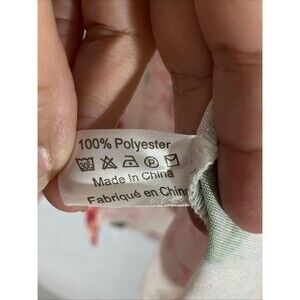 100% Polyester
Made In China
Fabriqué en Chine